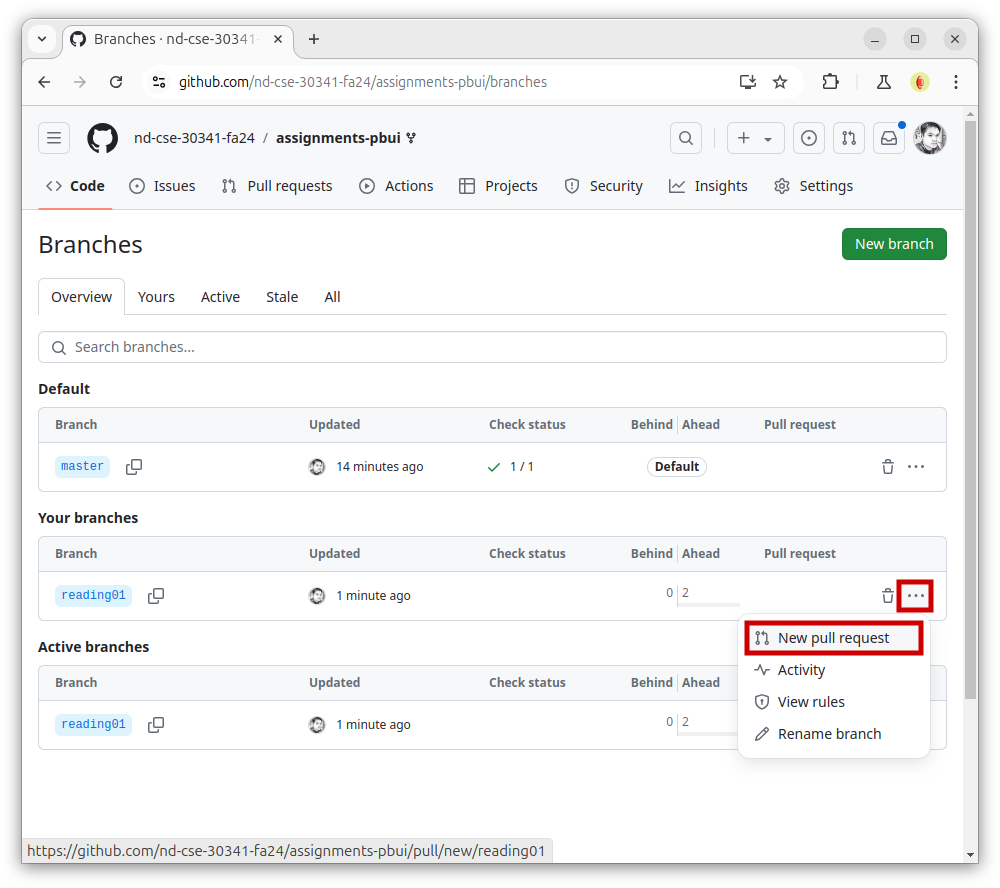 Branches · nd-cse-30341-
github.com/nd-cse-30341-fa24/assignments-pbui/branches
nd-cse-30341-fa24 / assignments-pbui
Code Issues Pull requests Actions Projects Security Insights Settings
Branches New branch
Overview Yours Active Stale All
Search branches...
Default
Branch Updated Check status Behind Ahead Pull request
master 14 minutes ago 1 / 1 Default
Your branches
Branch Updated Check status Behind Ahead Pull request
reading01 1 minute ago 0 2
New pull request
Activity
View rules
Rename branch
Active branches
Branch Updated Check status Behind Ahead
reading01 1 minute ago 0 2
https://github.com/nd-cse-30341-fa24/assignments-pbui/pull/new/reading01